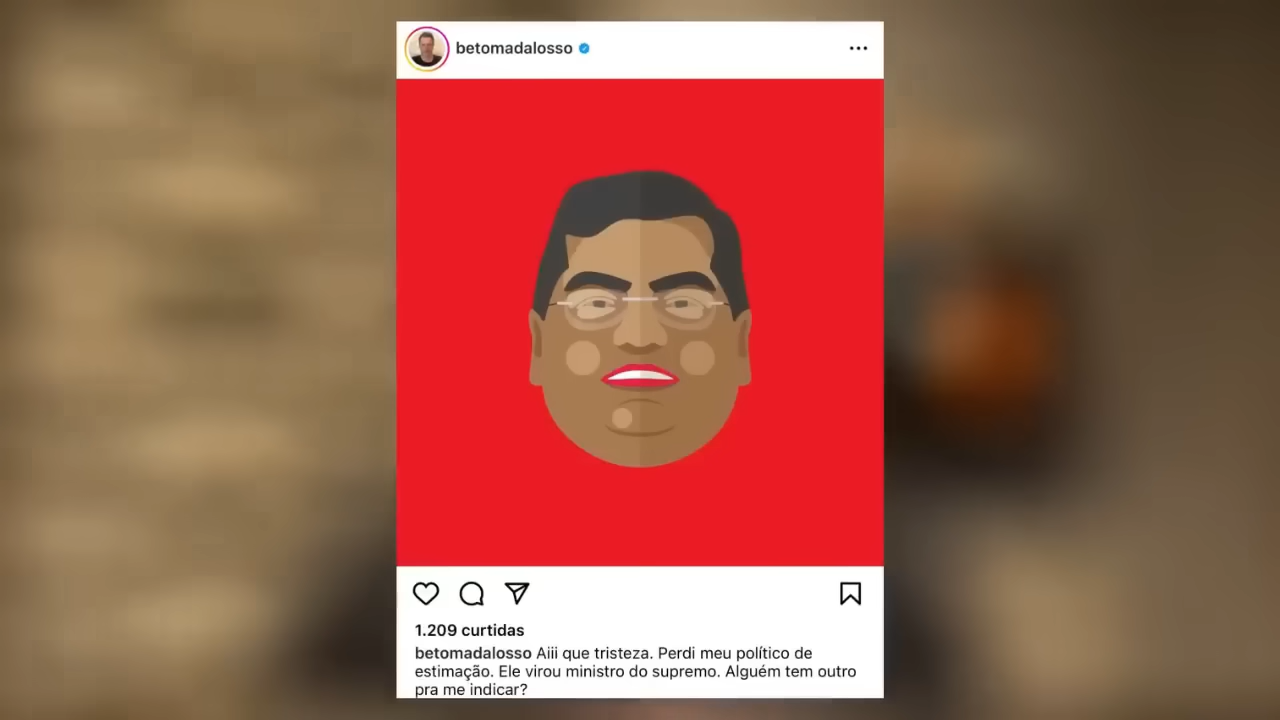 betomadalosso
1.209 curtidas
betomadalosso Aiii que tristeza. Perdi meu político de
estimação. Ele virou ministro do supremo. Alguém tem outro
pra me indicar?